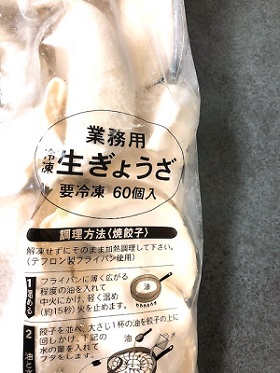 業務用
冷凍 生ぎょうざ
要冷凍 60個入
調理方法〈焼餃子〉
解凍せずにそのまま加熱調理して下さい。
(テフロン製フライパン使用)
1
フライパンに薄く広がる
程度の油を入れて
中火にかけ、軽く温め
(約15秒)火を止めます。
油
2
餃子を並べ、大さじ1杯の油を餃子の上に
回しかけ、下記の
水の量を入れて
フタをします。
油